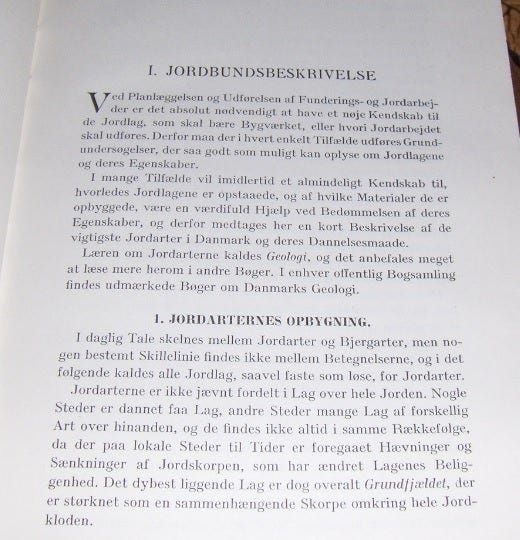 I. JORDBUNDSBESKRIVELSE
Ved Planlæggelsen og Udførelsen af Funderings- og Jordarbej-
der er det absolut nødvendigt at have et nøje Kendskab til
de Jordlag, som skal bære Bygværket, eller hvori Jordarbejdet
skal udføres. Derfor maa der i hvert enkelt Tilfælde udføres Grund-
undersøgelser, der saa godt som muligt kan oplyse om Jordlagene
og deres Egenskaber.
I mange Tilfælde vil imidlertid et almindeligt Kendskab til,
hvorledes Jordlagene er opstaaede, og af hvilke Materialer de er
opbyggede, være en værdifuld Hjælp ved Bedømmelsen af deres
Egenskaber, og derfor medtages her en kort Beskrivelse af de
vigtigste Jordarter i Danmark og deres Dannelsesmaade.
Læren om Jordarterne kaldes Geologi, og det anbefales meget
at læse mere herom i andre Bøger. I enhver offentlig Bogsamling
findes udmærkede Bøger om Danmarks Geologi.
1. JORDARTERNES OPBYGNING.
I daglig Tale skelnes mellem Jordarter og Bjergarter, men no-
gen bestemt Skillelinie findes ikke mellem Betegnelserne, og i det
følgende kaldes alle Jordlag, saavel faste som løse, for Jordarter.
Jordarterne er ikke jævnt fordelt i Lag over hele Jorden. Nogle
Steder er dannet faa Lag, andre Steder mange Lag af forskellig
Art over hinanden, og de findes ikke altid i samme Rækkefølge,
da der paa lokale Steder til Tider er foregaaet Hævninger og
Sænkninger af Jordskorpen, som har ændret Lagenes Belig-
genhed. Det dybest liggende Lag er dog overalt Grundfjældet, der
er størknet som en sammenhængende Skorpe omkring hele Jord-
kloden.